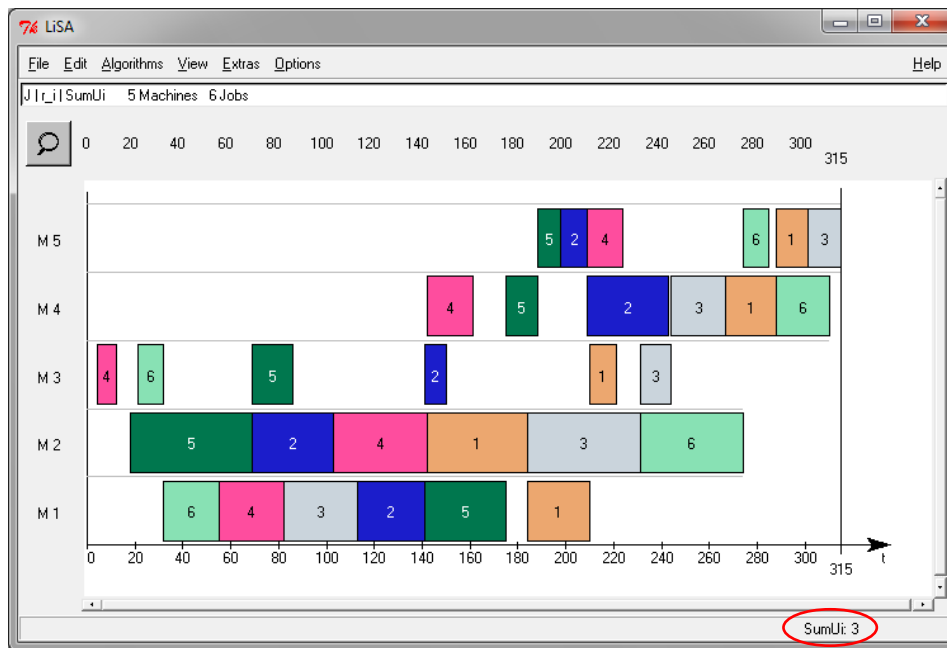 LiSA
File Edit Algorithms View Extras Options Help
J | r_i | SumUi 5 Machines 6 Jobs
0 20 40 60 80 100 120 140 160 180 200 220 240 260 280 300 315
M 5 5 2 4 6 1 3
M 4 4 5 2 3 1 6
M 3 4 6 5 2 1 3
M 2 5 2 4 1 3 6
M 1 6 4 3 2 5 1
0 20 40 60 80 100 120 140 160 180 200 220 240 260 280 300 315 t
SumUi: 3